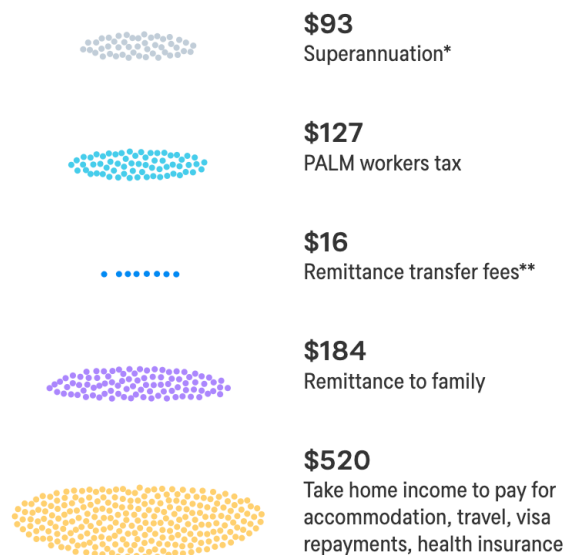 $93
Superannuation*
$127
PALM workers tax
$16
Remittance transfer fees**
$184
Remittance to family
$520
Take home income to pay for
accommodation, travel, visa
repayments, health insurance